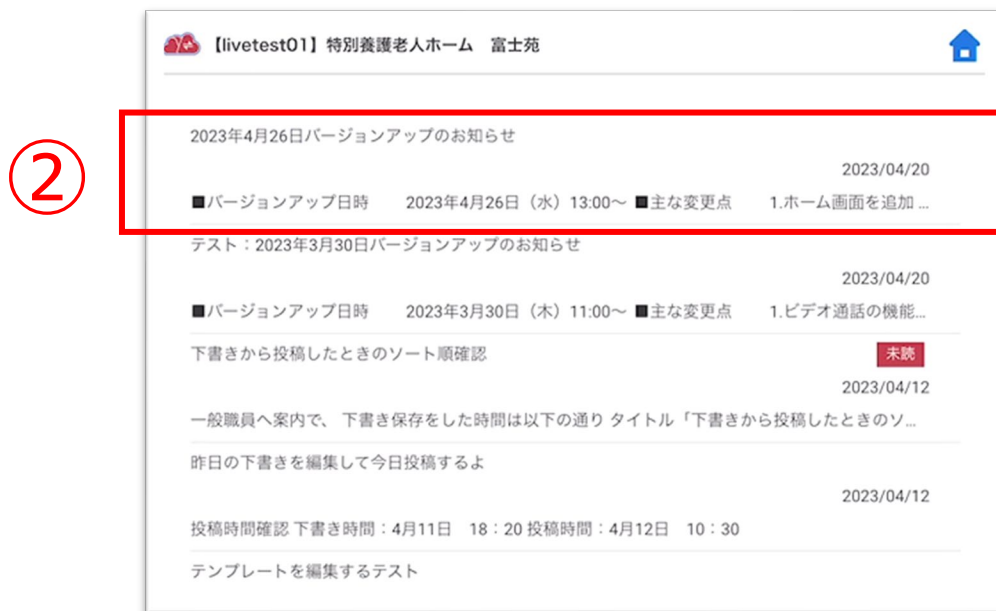 【livetest01】特別養護老人ホーム 富士苑
②
2023年4月26日バージョンアップのお知らせ
2023/04/20
■バージョンアップ日時 2023年4月26日（水）13:00～ ■主な変更点 1.ホーム画面を追加 ...
テスト：2023年3月30日バージョンアップのお知らせ
2023/04/20
■バージョンアップ日時 2023年3月30日（木）11:00～ ■主な変更点 1.ビデオ通話の機能...
下書きから投稿したときのソート順確認
未読
2023/04/12
一般職員へ案内で、 下書き保存をした時間は以下の通り タイトル「下書きから投稿したときのソ...
昨日の下書きを編集して今日投稿するよ
2023/04/12
投稿時間確認 下書き時間：4月11日 18：20 投稿時間：4月12日 10：30
テンプレートを編集するテスト